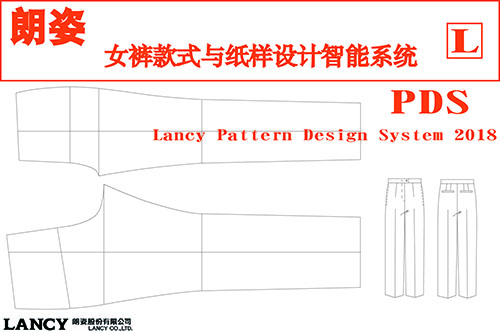 朗姿
女裤款式与纸样设计智能系统
L
PDS
Lancy Pattern Design System 2018
LANCY 朗姿股份有限公司
LANCY CO.,LTD.